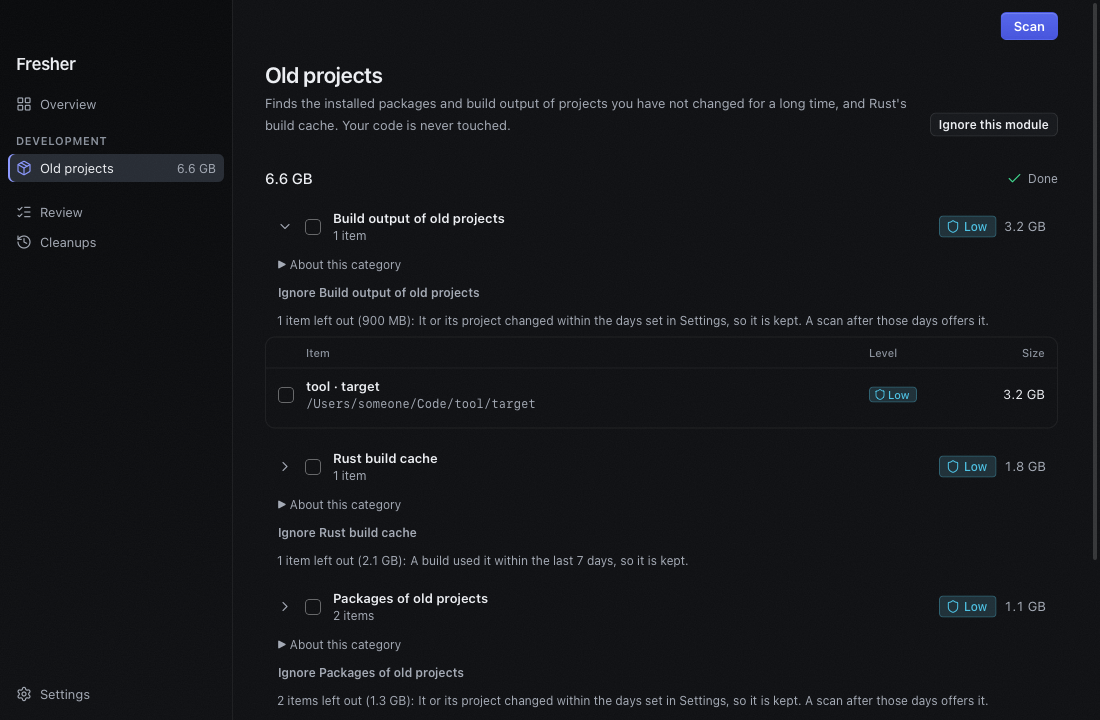 Scan
Fresher
Overview
DEVELOPMENT
Old projects 6.6 GB
Review
Cleanups
Settings
Old projects
Finds the installed packages and build output of projects you have not changed for a long time, and Rust's
build cache. Your code is never touched.
Ignore this module
6.6 GB Done
Build output of old projects
1 item
Low 3.2 GB
About this category
Ignore Build output of old projects
1 item left out (900 MB): It or its project changed within the days set in Settings, so it is kept. A scan after those days offers it.
Item Level Size
tool · target
/Users/someone/Code/tool/target
Low 3.2 GB
Rust build cache
1 item
Low 1.8 GB
About this category
Ignore Rust build cache
1 item left out (2.1 GB): A build used it within the last 7 days, so it is kept.
Packages of old projects
2 items
Low 1.1 GB
About this category
Ignore Packages of old projects
2 items left out (1.3 GB): It or its project changed within the days set in Settings, so it is kept. A scan after those days offers it.